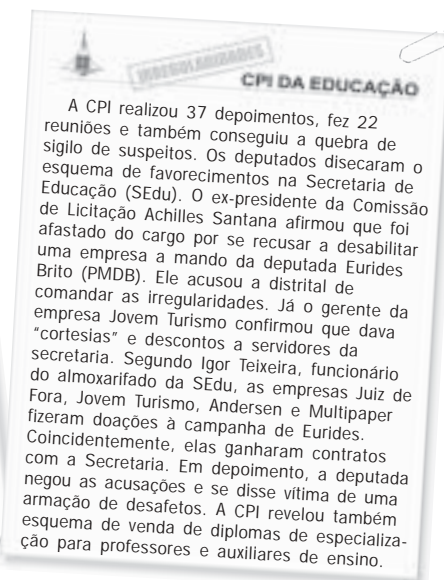 IRREGULARIDADES
CPI DA EDUCAÇÃO
A CPI realizou 37 depoimentos, fez 22
reuniões e também conseguiu a quebra de
sigilo de suspeitos. Os deputados disecaram o
esquema de favorecimentos na Secretaria de
Educação (SEdu). O ex-presidente da Comissão
de Licitação Achilles Santana afirmou que foi
afastado do cargo por se recusar a desabilitar
uma empresa a mando da deputada Eurides
Brito (PMDB). Ele acusou a distrital de
comandar as irregularidades. Já o gerente da
empresa Jovem Turismo confirmou que dava
“cortesias” e descontos a servidores da
secretaria. Segundo Igor Teixeira, funcionário
do almoxarifado da SEdu, as empresas Juiz de
Fora, Jovem Turismo, Andersen e Multipaper
fizeram doações à campanha de Eurides.
Coincidentemente, elas ganharam contratos
com a Secretaria. Em depoimento, a deputada
negou as acusações e se disse vítima de uma
armação de desafetos. A CPI revelou também
esquema de venda de diplomas de especializa-
ção para professores e auxiliares de ensino.